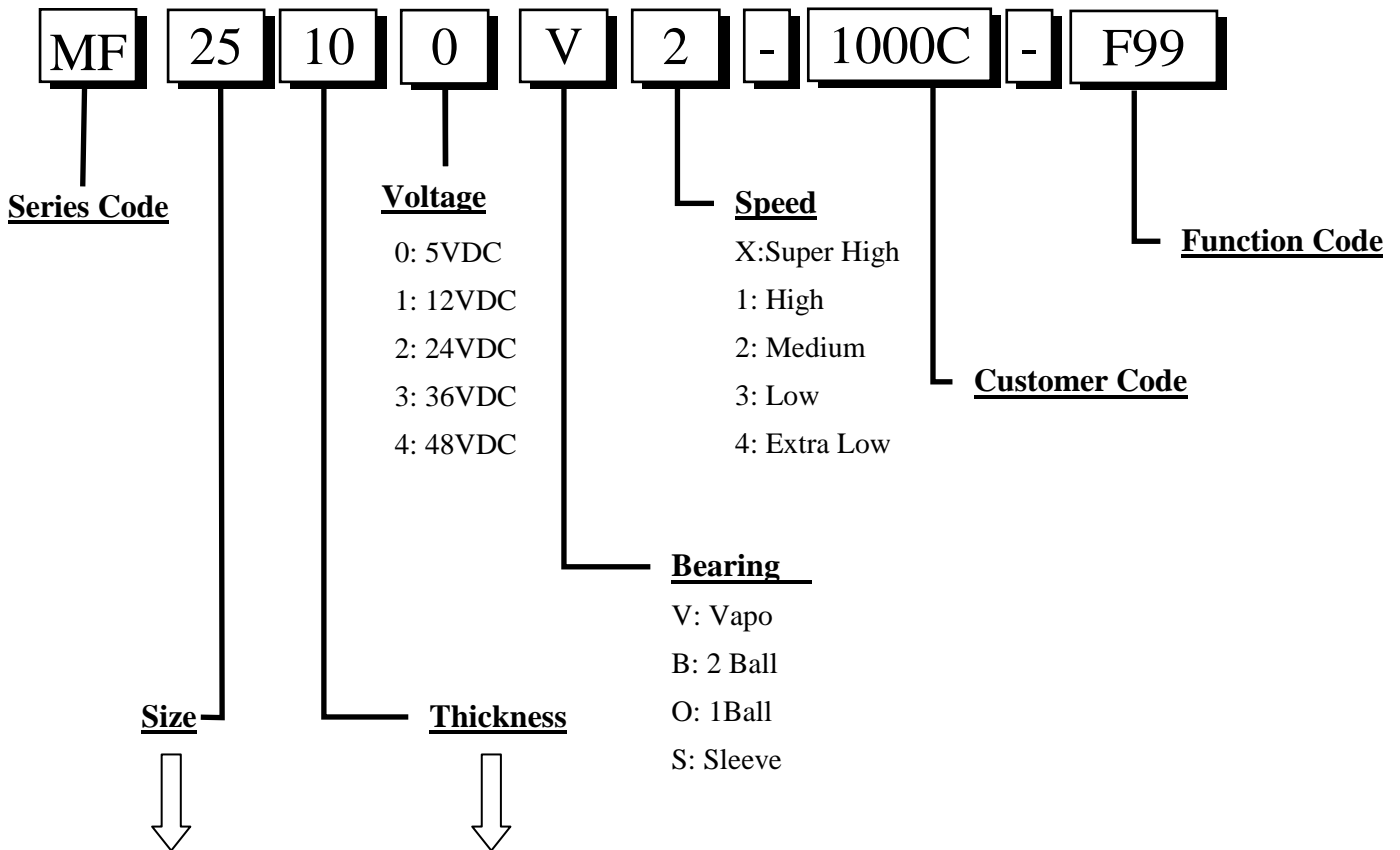 MF 25 10 0 V 2 - 1000C - F99
Series Code
Voltage
0: 5VDC
1: 12VDC
2: 24VDC
3: 36VDC
4: 48VDC
Speed
X:Super High
1: High
2: Medium
3: Low
4: Extra Low
Function Code
Customer Code
Bearing
V: Vapo
B: 2 Ball
O: 1Ball
S: Sleeve
Size
Thickness